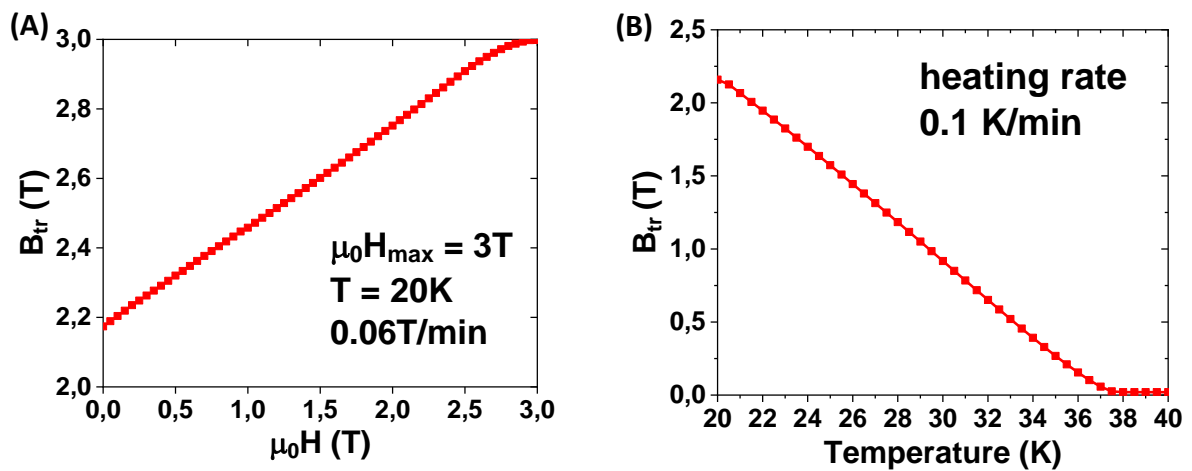 (A)
3,0
2,8
2,6
2,4
2,2
2,0
B_tr (T)
μ₀H_max = 3T
T = 20K
0.06T/min
0,0 0,5 1,0 1,5 2,0 2,5 3,0
μ₀H (T)
(B)
2,5
2,0
1,5
1,0
0,5
0,0
B_tr (T)
heating rate
0.1 K/min
20 22 24 26 28 30 32 34 36 38 40
Temperature (K)